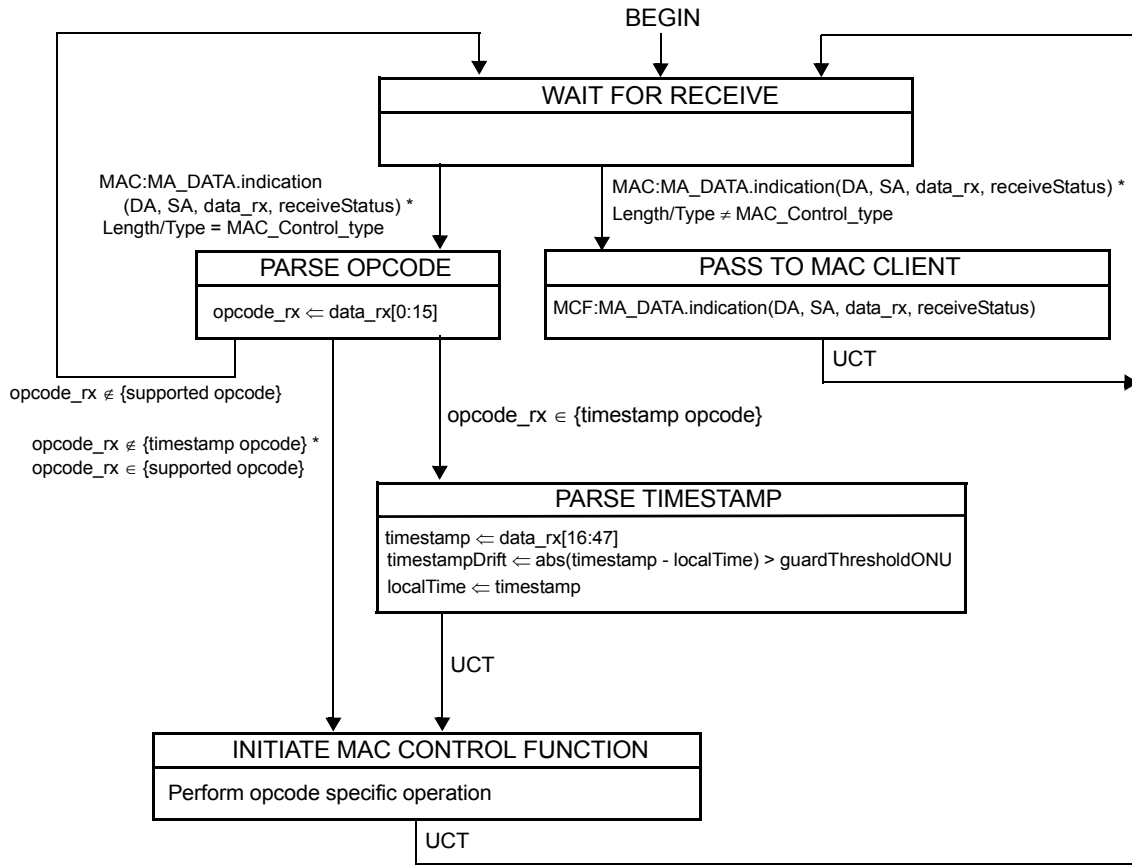 BEGIN
WAIT FOR RECEIVE
MAC:MA_DATA.indication
(DA, SA, data_rx, receiveStatus) *
Length/Type = MAC_Control_type
MAC:MA_DATA.indication(DA, SA, data_rx, receiveStatus) *
Length/Type ≠ MAC_Control_type
PARSE OPCODE
opcode_rx ⇐ data_rx[0:15]
PASS TO MAC CLIENT
MCF:MA_DATA.indication(DA, SA, data_rx, receiveStatus)
UCT
opcode_rx ∉ {supported opcode}
opcode_rx ∈ {timestamp opcode}
opcode_rx ∉ {timestamp opcode} *
opcode_rx ∈ {supported opcode}
PARSE TIMESTAMP
timestamp ⇐ data_rx[16:47]
timestampDrift ⇐ abs(timestamp - localTime) > guardThresholdONU
localTime ⇐ timestamp
UCT
INITIATE MAC CONTROL FUNCTION
Perform opcode specific operation
UCT